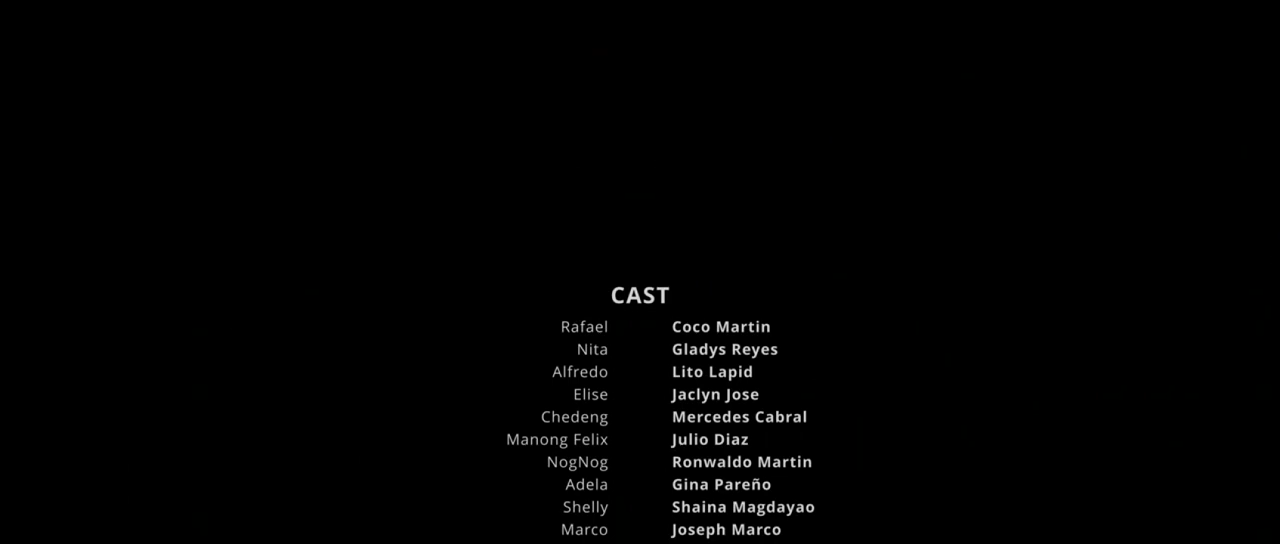 CAST
Rafael Coco Martin
Nita Gladys Reyes
Alfredo Lito Lapid
Elise Jaclyn Jose
Chedeng Mercedes Cabral
Manong Felix Julio Diaz
NogNog Ronwaldo Martin
Adela Gina Pareño
Shelly Shaina Magdayao
Marco Joseph Marco